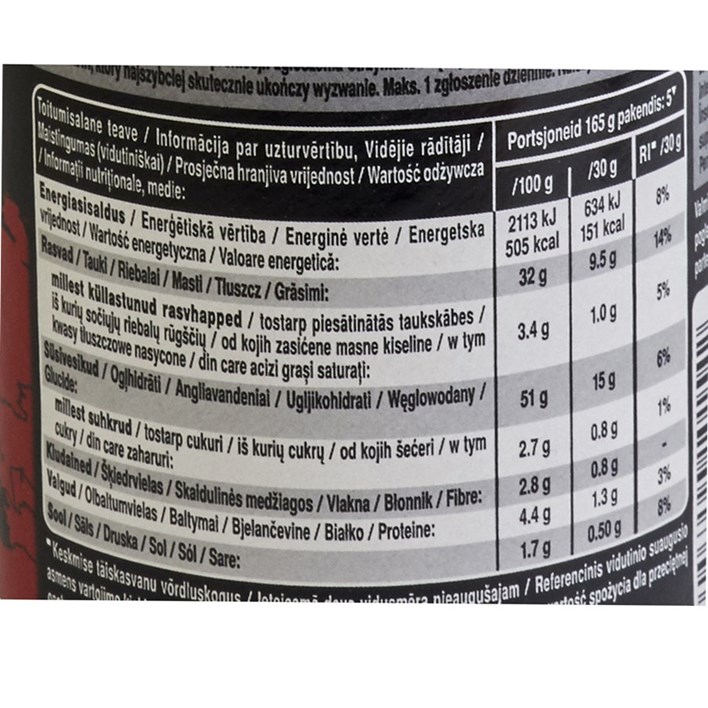 najszybciej skutecznie ukończy wyzwanie. Maks. 1 zgłoszenie dziennie.
Toitumisalane teave / Informācija par uzturvērtību, Vidējie rādītāji /
Maistingumas (vidutiniškai) / Prosječna hranjiva vrijednost / Wartość odżywcza
/ Informații nutriționale, medie:
Portsjoneid 165 g pakendis: 5▼
/100 g /30 g RI** /30 g
Energiasisaldus / Enerģētiskā vērtība / Energinė vertė / Energetska
vrijednost / Wartość energetyczna / Valoare energetică:
2113 kJ 634 kJ 8%
505 kcal 151 kcal
Rasvad / Tauki / Riebalai / Masti / Tłuszcz / Grăsimi:
32 g 9.5 g 14%
millest küllastunud rasvhapped / tostarp piesātinātās taukskābes /
iš kurių sočiųjų riebalų rūgščių / od kojih zasićene masne kiseline / w tym
kwasy tłuszczowe nasycone / din care acizi grași saturați:
3.4 g 1.0 g 5%
Süsivesikud / Ogļhidrāti / Angliavandeniai / Ugljikohidrati / Węglowodany /
Glucide:
51 g 15 g 6%
millest suhkrud / tostarp cukuri / iš kurių cukrų / od kojih šećeri / w tym
cukry / din care zaharuri:
2.7 g 0.8 g 1%
Kiudained / Šķiedrvielas / Skaidulinės medžiagos / Vlakna / Błonnik / Fibre:
2.8 g 0.8 g -
Valgud / Olbaltumvielas / Baltymai / Bjelančevine / Białko / Proteine:
4.4 g 1.3 g 3%
Sool / Sāls / Druska / Sol / Sól / Sare:
1.7 g 0.50 g 8%
**Keskmise täiskasvanu võrdluskogus / pieaugušajam / Referencinis vidutinio suaugusio
asmens vartojimo spożycia dla przeciętnej